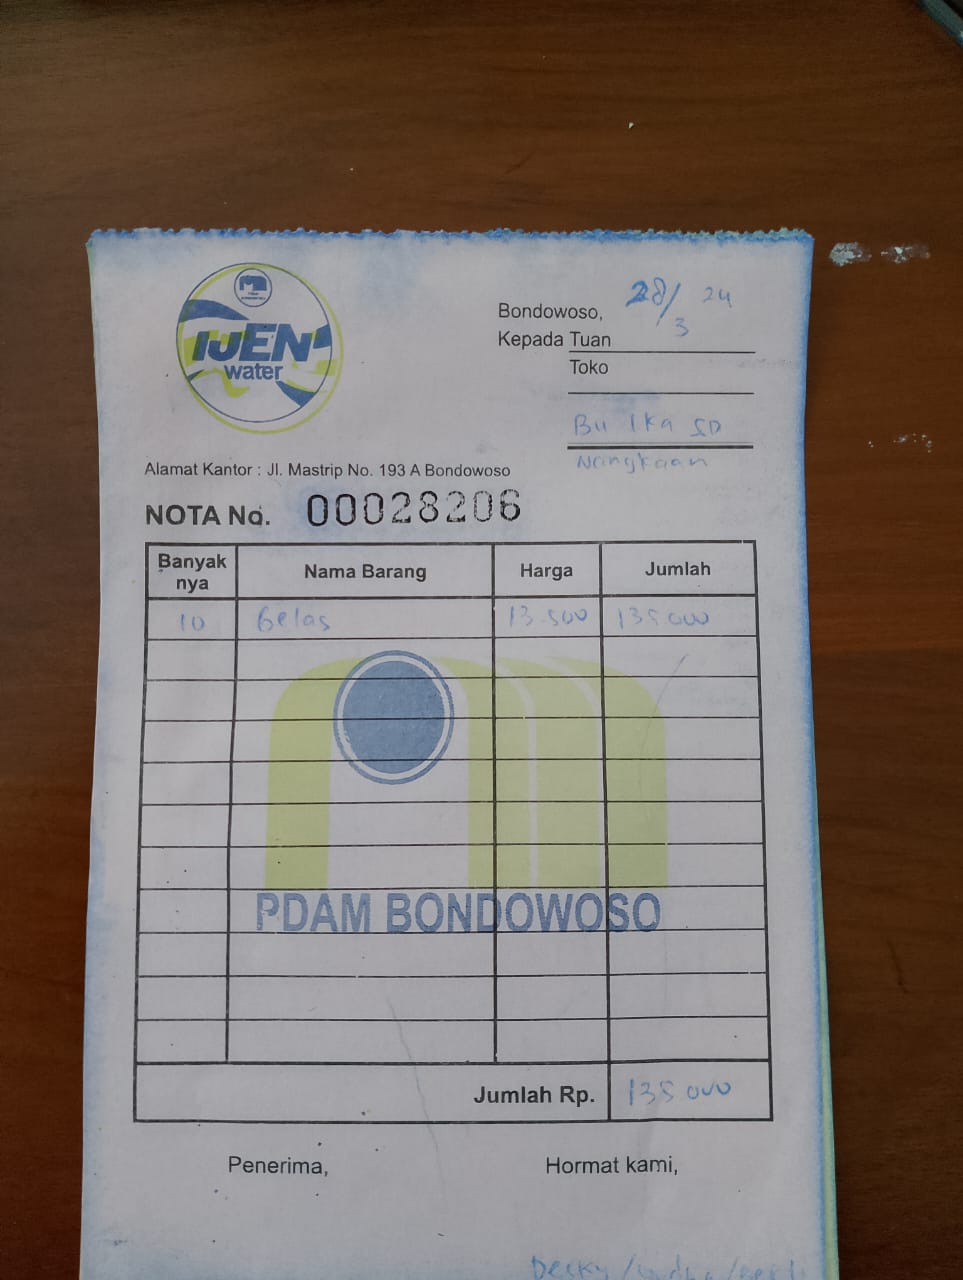 IJEN
water
Bondowoso, 28/3 24
Kepada Tuan
Toko
Bu Ika SD
Nangkaan
Alamat Kantor : Jl. Mastrip No. 193 A Bondowoso
NOTA No. 00028206
Banyak nya Nama Barang Harga Jumlah
10 Gelas 13.500 135.000
PDAM BONDOWOSO
Jumlah Rp. 135.000
Penerima, Hormat kami,
Decky /